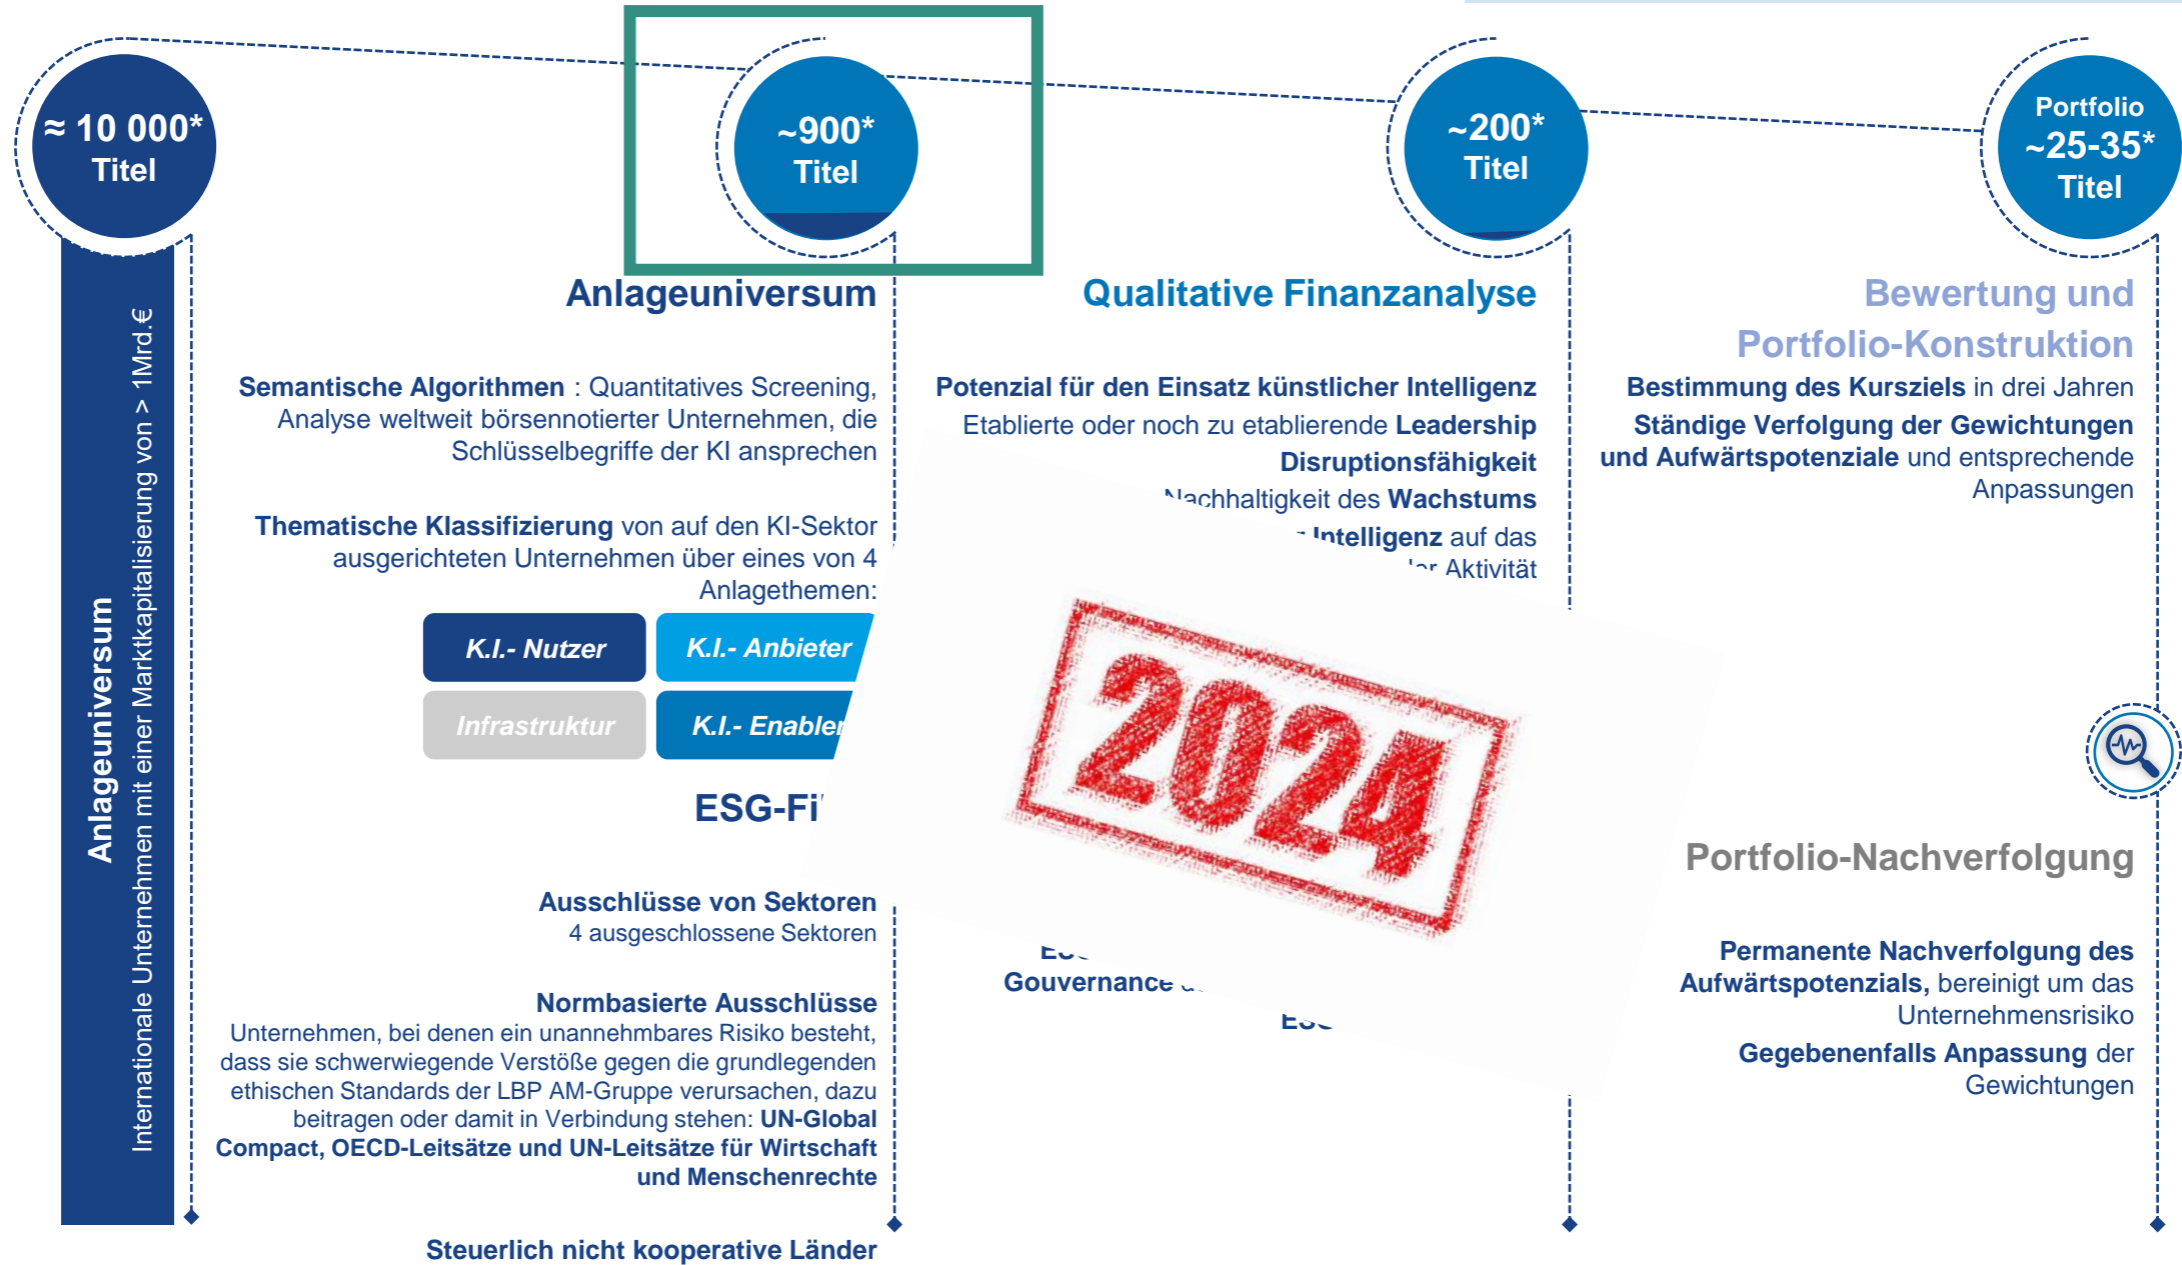 ≈ 10 000*
Titel
Anlageuniversum
Internationale Unternehmen mit einer Marktkapitalisierung von > 1Mrd.€
~900*
Titel
Anlageuniversum
Semantische Algorithmen : Quantitatives Screening,
Analyse weltweit börsennotierter Unternehmen, die
Schlüsselbegriffe der KI ansprechen
Thematische Klassifizierung von auf den KI-Sektor
ausgerichteten Unternehmen über eines von 4
Anlagethemen:
K.I.- Nutzer
K.I.- Anbieter
Infrastruktur
K.I.- Enabler
Ausschlüsse von Sektoren
4 ausgeschlossene Sektoren
Normbasierte Ausschlüsse
Unternehmen, bei denen ein unannehmbares Risiko besteht,
dass sie schwerwiegende Verstöße gegen die grundlegenden
ethischen Standards der LBP AM-Gruppe verursachen, dazu
beitragen oder damit in Verbindung stehen: UN-Global
Compact, OECD-Leitsätze und UN-Leitsätze für Wirtschaft
und Menschenrechte
Steuerlich nicht kooperative Länder
~200*
Titel
Qualitative Finanzanalyse
Potenzial für den Einsatz künstlicher Intelligenz
Etablierte oder noch zu etablierende Leadership
Disruptionsfähigkeit
Nachhaltigkeit des Wachstums
Intelligenz auf das
Aktivität
2024
Gouvernance
Portfolio
~25-35*
Titel
Bewertung und
Portfolio-Konstruktion
Bestimmung des Kursziels in drei Jahren
Ständige Verfolgung der Gewichtungen
und Aufwärtspotenziale und entsprechende
Anpassungen
Portfolio-Nachverfolgung
Permanente Nachverfolgung des
Aufwärtspotenzials, bereinigt um das
Unternehmensrisiko
Gegebenenfalls Anpassung der
Gewichtungen